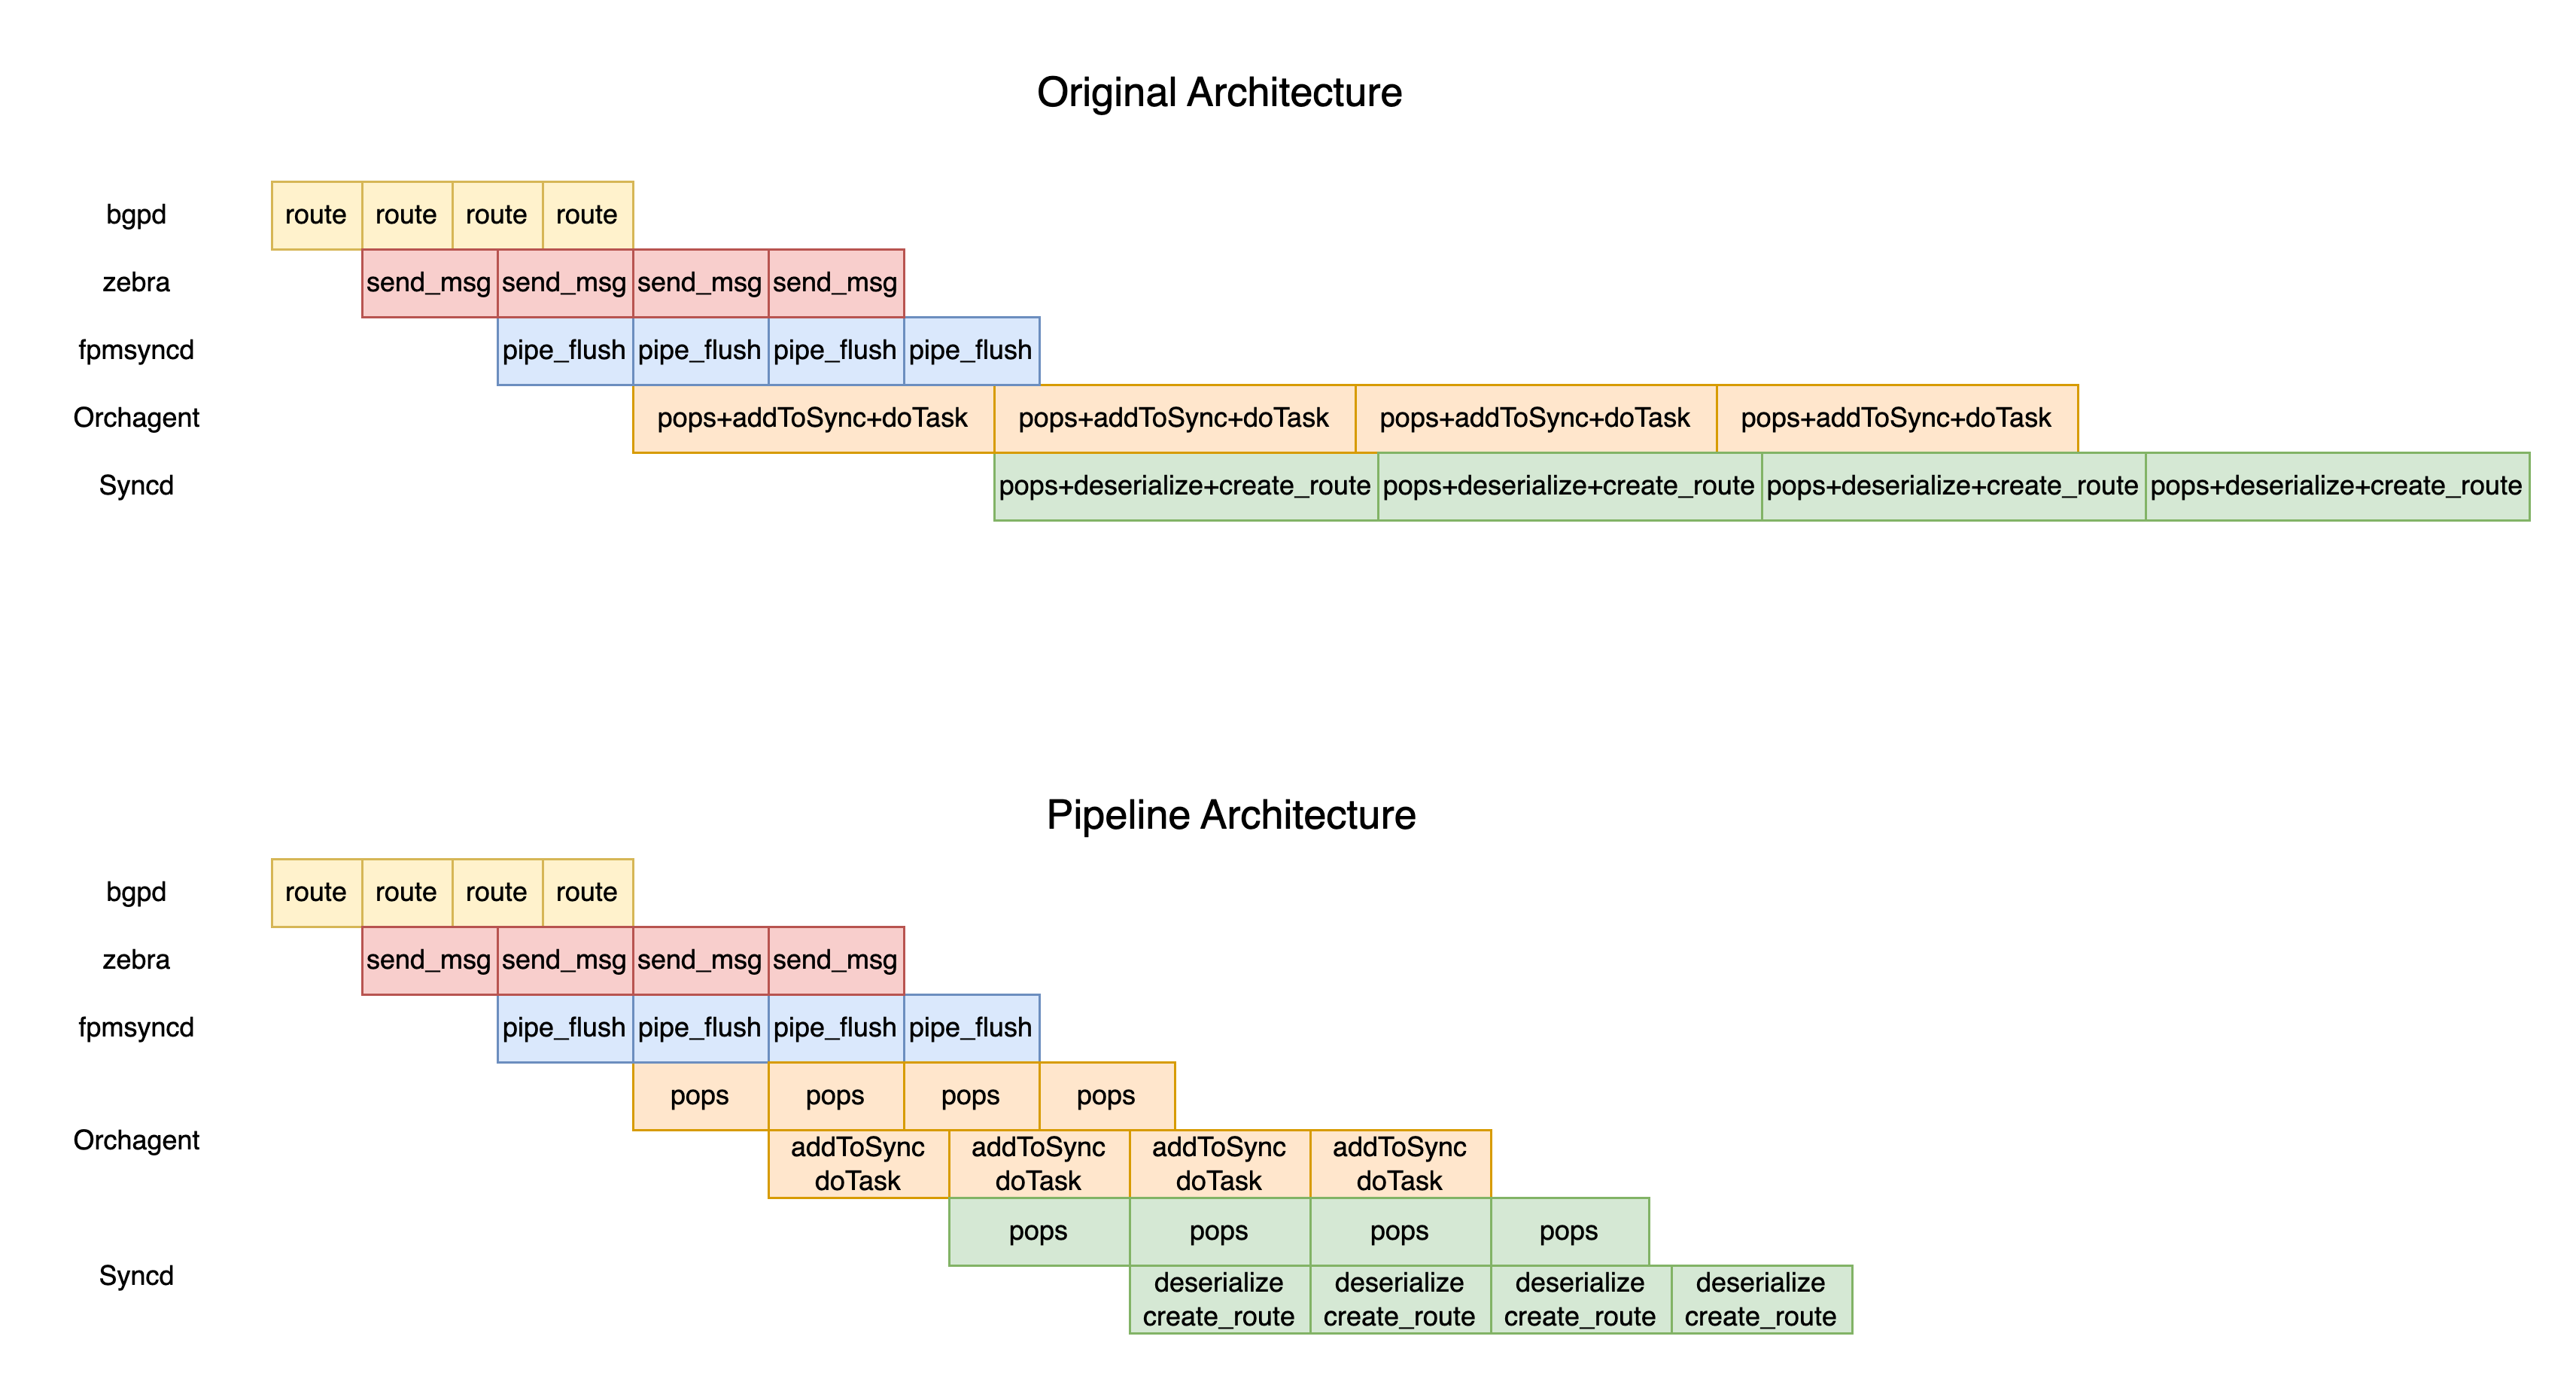 Original Architecture
bgpd route route route route
zebra send_msg send_msg send_msg send_msg
fpmsyncd pipe_flush pipe_flush pipe_flush pipe_flush
Orchagent pops+addToSync+doTask pops+addToSync+doTask pops+addToSync+doTask pops+addToSync+doTask
Syncd pops+deserialize+create_route pops+deserialize+create_route pops+deserialize+create_route pops+deserialize+create_route
Pipeline Architecture
bgpd route route route route
zebra send_msg send_msg send_msg send_msg
fpmsyncd pipe_flush pipe_flush pipe_flush pipe_flush
pops pops pops pops
Orchagent
addToSync addToSync addToSync addToSync
doTask doTask doTask doTask
pops pops pops pops
Syncd
deserialize deserialize deserialize deserialize
create_route create_route create_route create_route